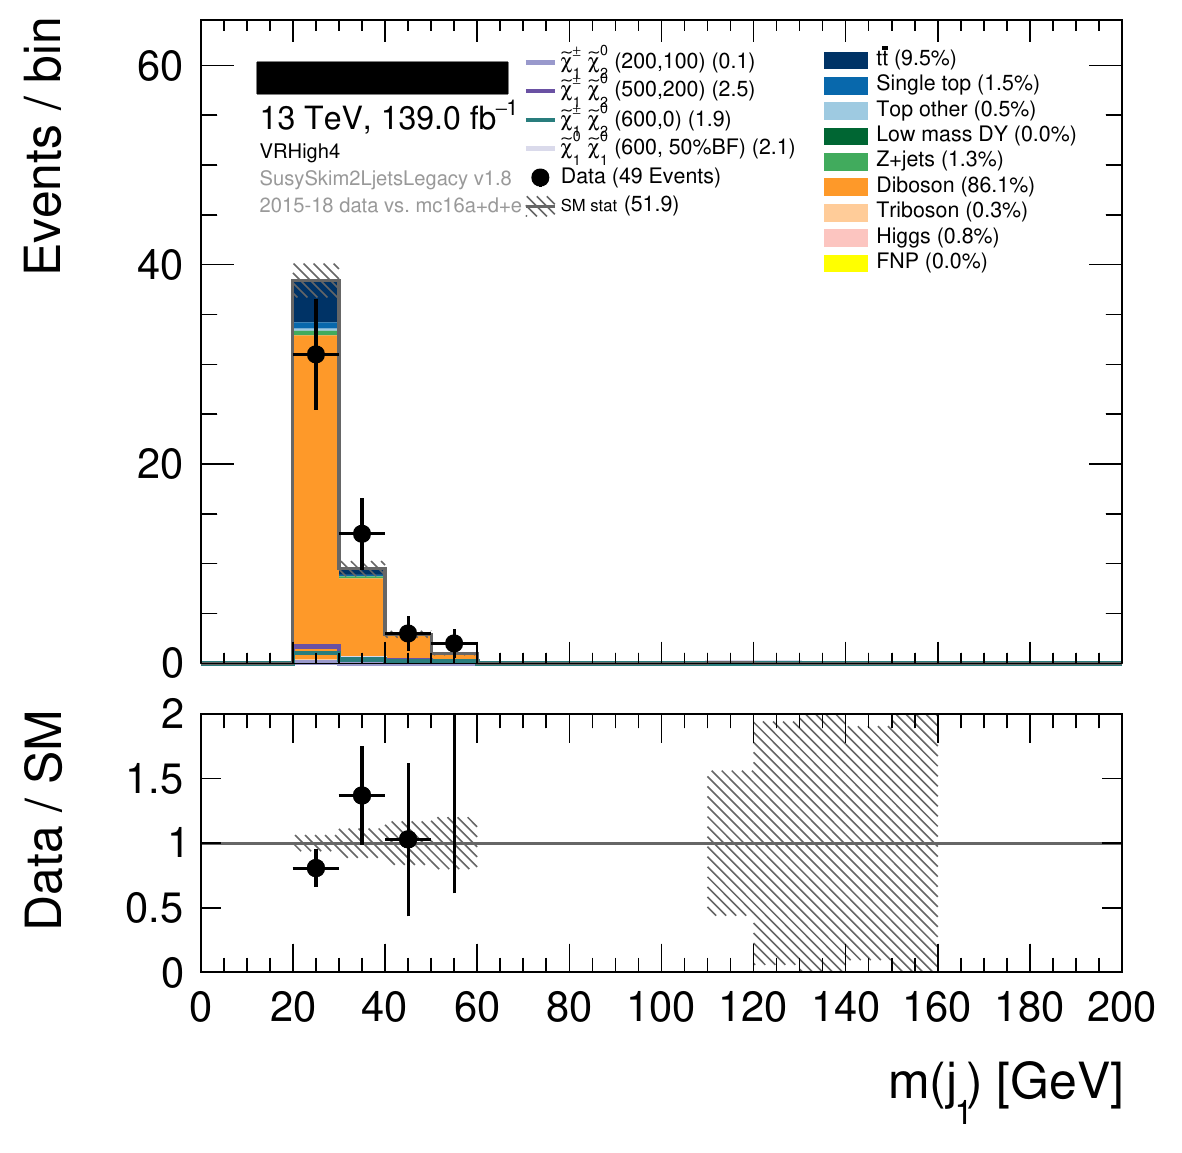 Events / bin
60
40
20
0
13 TeV, 139.0 fb⁻¹
VRHigh4
SusySkim2LjetsLegacy v1.8
2015-18 data vs. mc16a+d+e
χ̃₁± χ̃₂⁰ (200,100) (0.1)
χ̃₁± χ̃₂⁰ (500,200) (2.5)
χ̃₁± χ̃₂⁰ (600,0) (1.9)
χ̃₁⁰ χ̃₁⁰ (600, 50%BF) (2.1)
Data (49 Events)
SM stat (51.9)
tt̄ (9.5%)
Single top (1.5%)
Top other (0.5%)
Low mass DY (0.0%)
Z+jets (1.3%)
Diboson (86.1%)
Triboson (0.3%)
Higgs (0.8%)
FNP (0.0%)
Data / SM
2
1.5
1
0.5
0
0 20 40 60 80 100 120 140 160 180 200
m(j₁) [GeV]